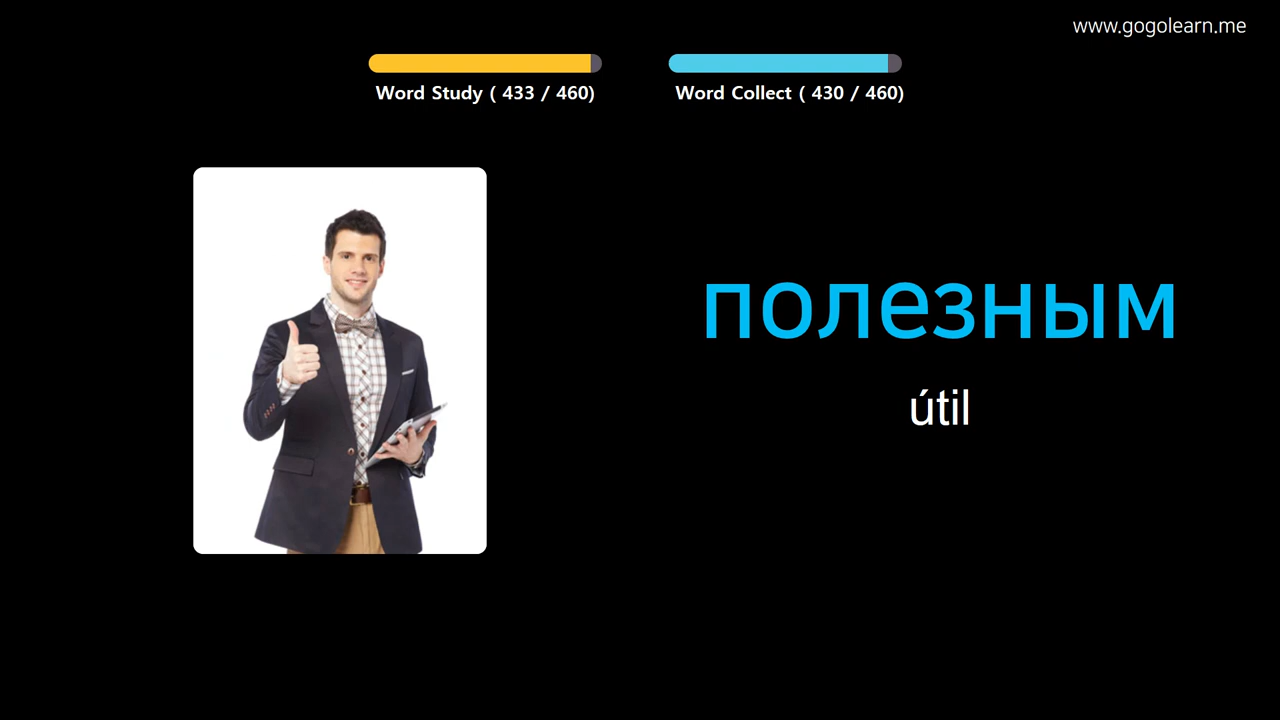 www.gogolearn.me
Word Study ( 433 / 460)
Word Collect ( 430 / 460)
полезным
útil